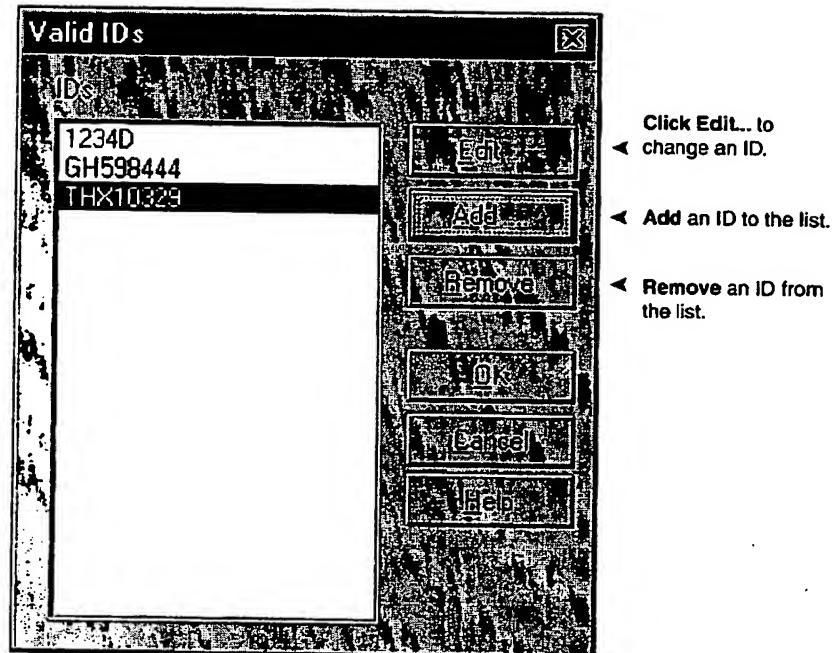 Valid IDs
IDs
1234D
GH598444
THX10329
Edit
Add
Remove
Ok
Cancel
Help
Click Edit... to
change an ID.
Add an ID to the list.
Remove an ID from
the list.